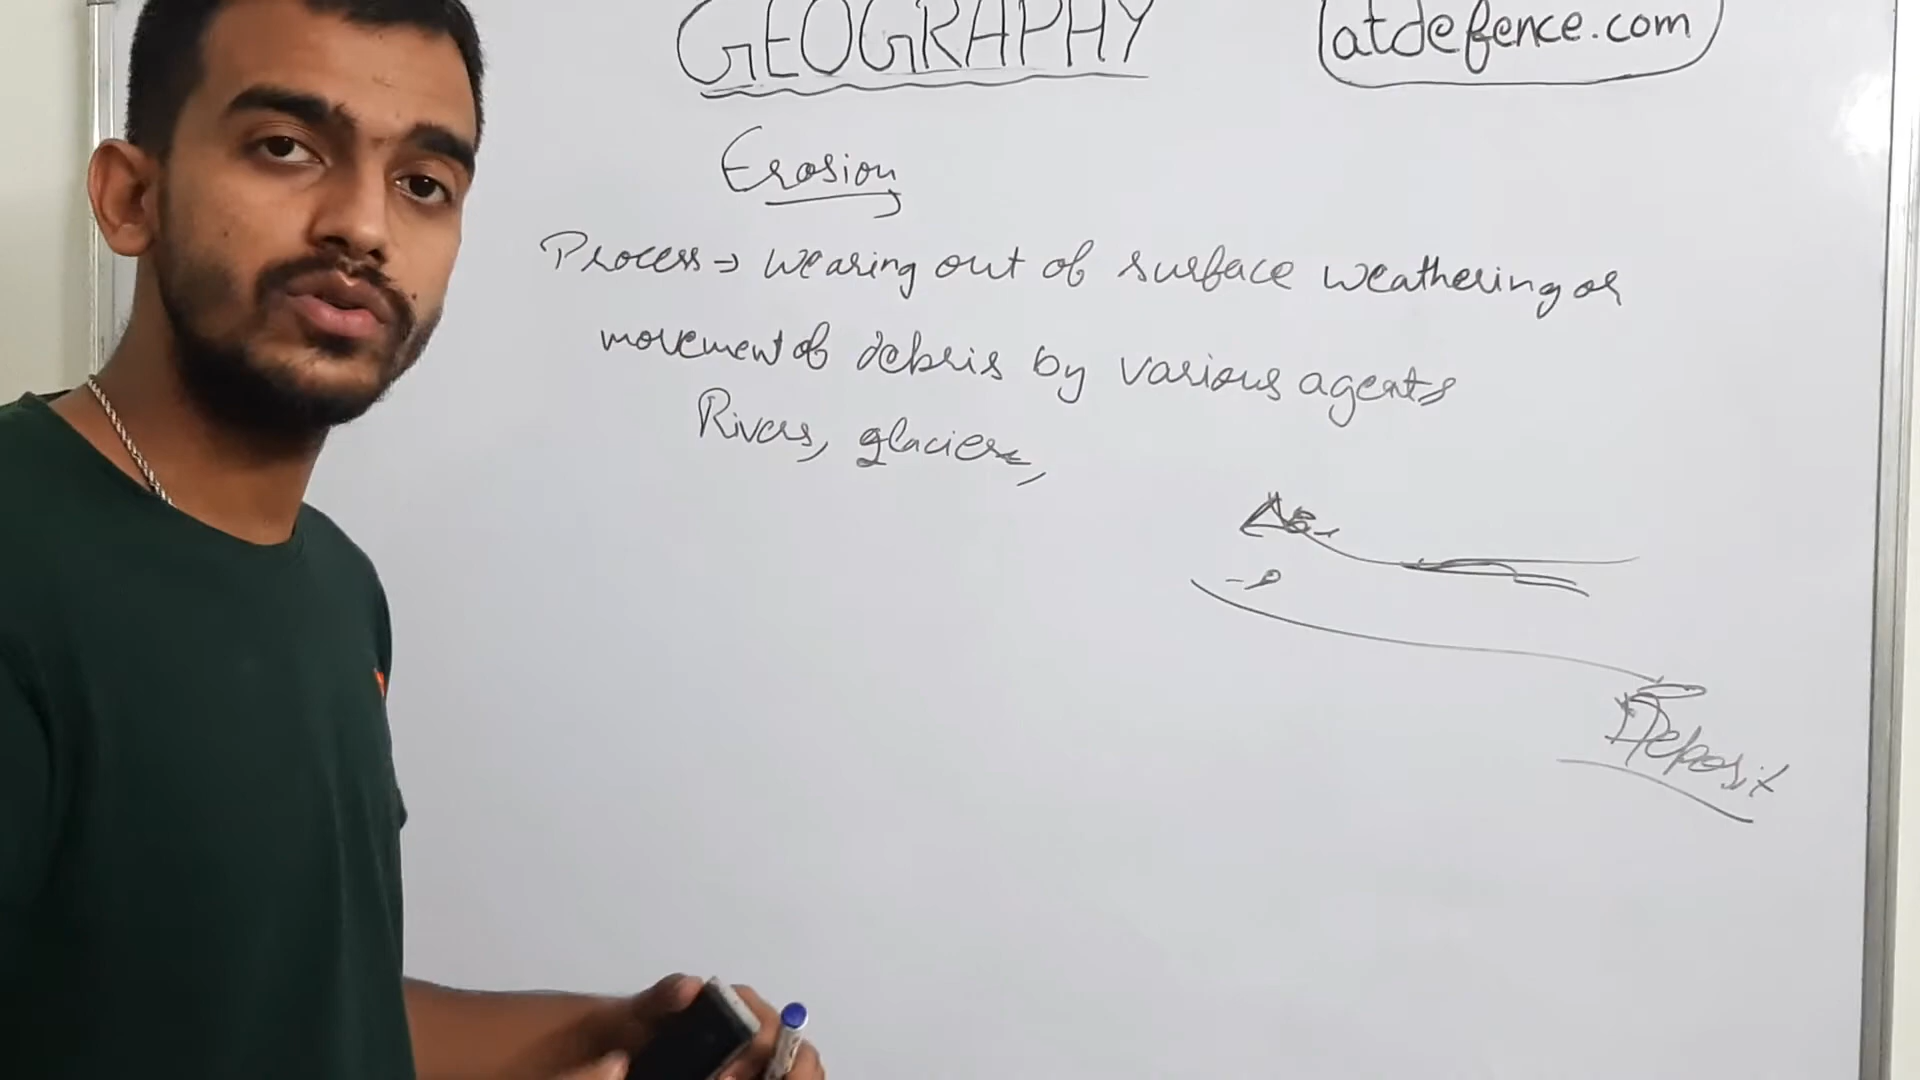 GEOGRAPHY
atdefence.com
Erosion
Process → wearing out of surface weathering or
movement of debris by various agents
Rivers, glaciers,
Deposit